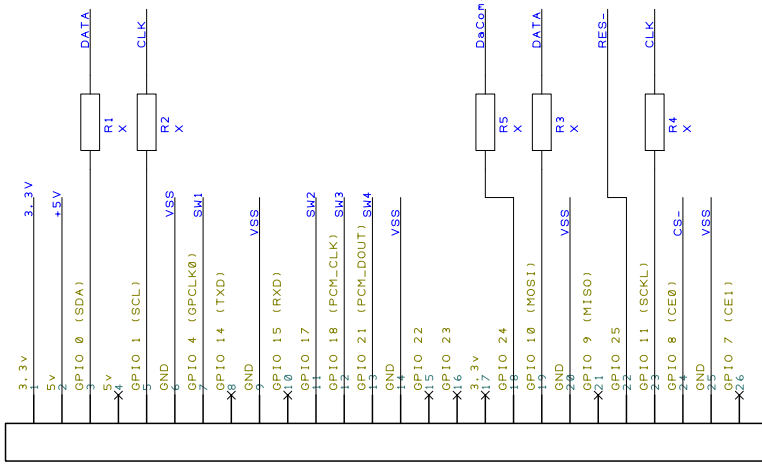 DATA
CLK
DaCom
DATA
RES-
CLK
R1
X
R2
X
R5
X
R3
X
R4
X
3.3V
+5V
VSS
SW1
VSS
SW2
SW3
SW4
VSS
VSS
CS-
VSS
3.3v
5v
GPIO 0 (SDA)
5v
GPIO 1 (SCL)
GND
GPIO 4 (GPCLK0)
GPIO 14 (TXD)
GND
GPIO 15 (RXD)
GPIO 17
GPIO 18 (PCM_CLK)
GPIO 21 (PCM_DOUT)
GND
GPIO 22
GPIO 23
3.3v
GPIO 24
GPIO 10 (MOSI)
GND
GPIO 9 (MISO)
GPIO 25
GPIO 11 (SCKL)
GPIO 8 (CE0)
GND
GPIO 7 (CE1)
1
2
3
4
5
6
7
8
9
10
11
12
13
14
15
16
17
18
19
20
21
22
23
24
25
26